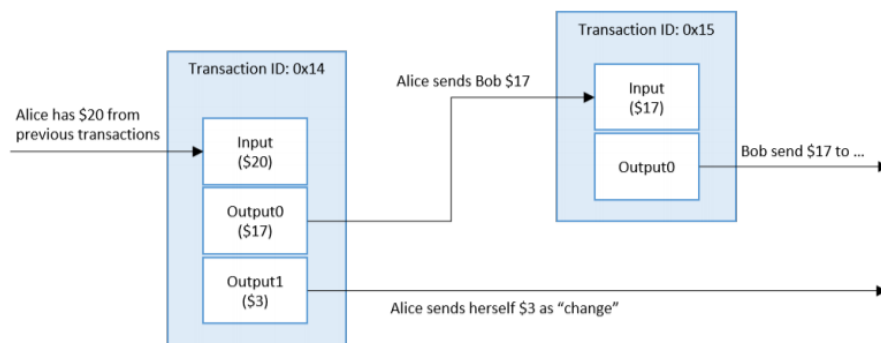 Transaction ID: 0x14
Alice has $20 from
previous transactions
Input
($20)
Output0
($17)
Output1
($3)
Alice sends Bob $17
Transaction ID: 0x15
Input
($17)
Output0
Bob send $17 to ...
Alice sends herself $3 as “change”